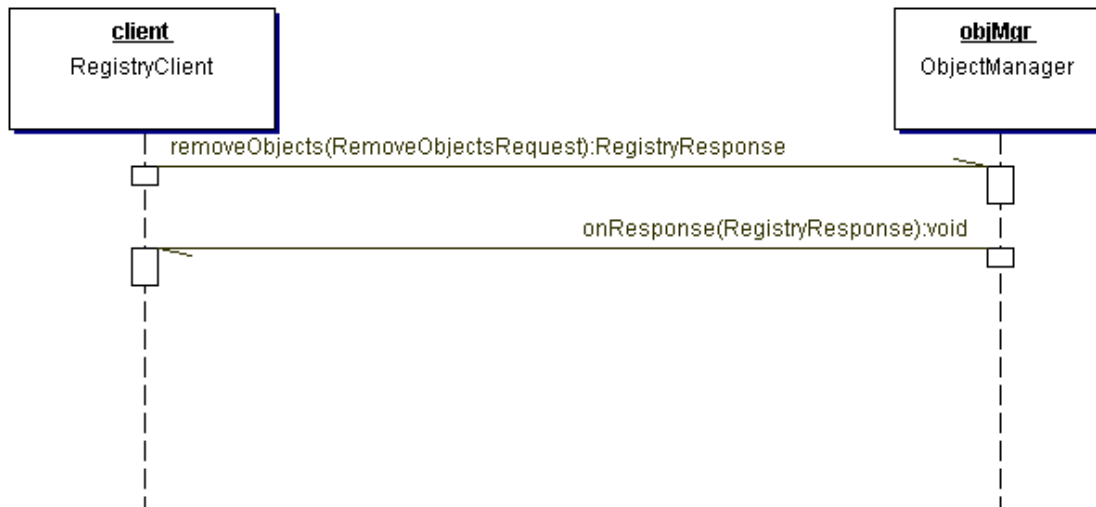 client
RegistryClient
objMgr
ObjectManager
removeObjects(RemoveObjectsRequest):RegistryResponse
onResponse(RegistryResponse):void